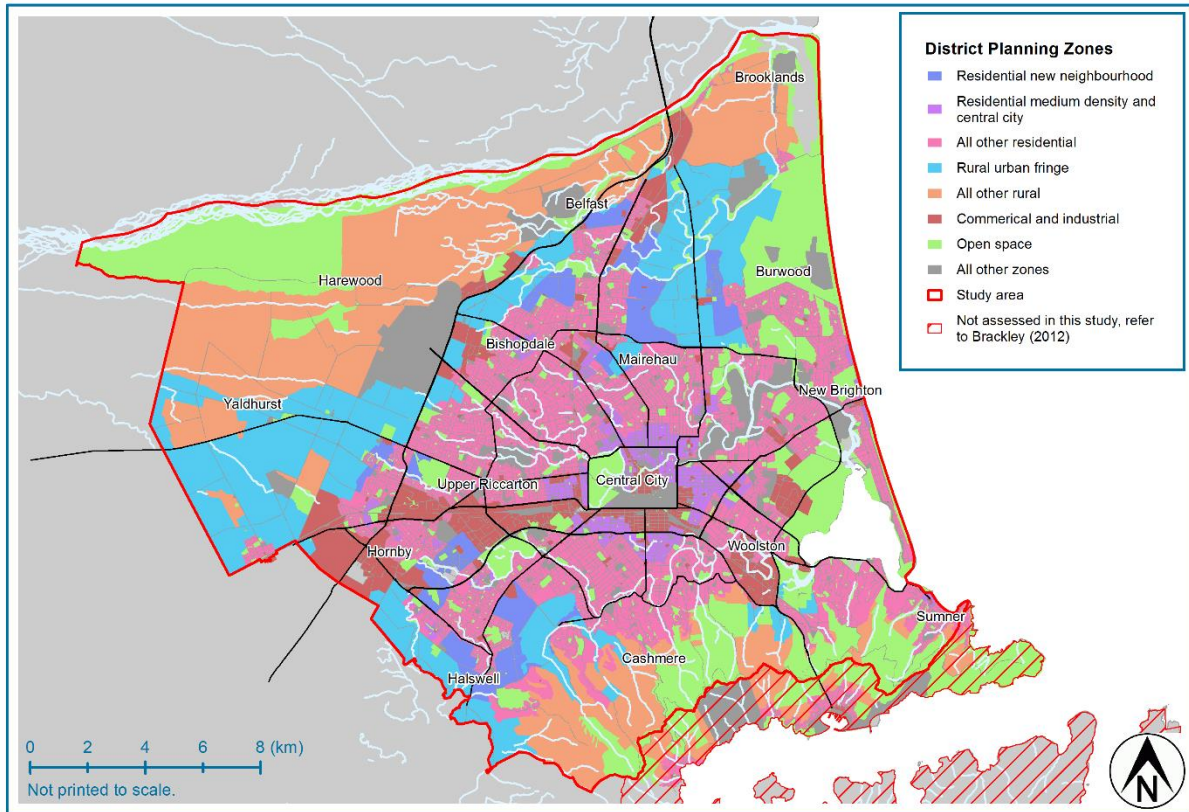 District Planning Zones
Residential new neighbourhood
Residential medium density and
central city
All other residential
Rural urban fringe
All other rural
Commerical and industrial
Open space
All other zones
Study area
Not assessed in this study, refer
to Brackley (2012)
Brooklands
Belfast
Burwood
Harewood
Bishopdale
Mairehau
New Brighton
Yaldhurst
Upper Riccarton
Central City
Hornby
Woolston
Sumner
Cashmere
Halswell
0 2 4 6 8 (km)
Not printed to scale.
N